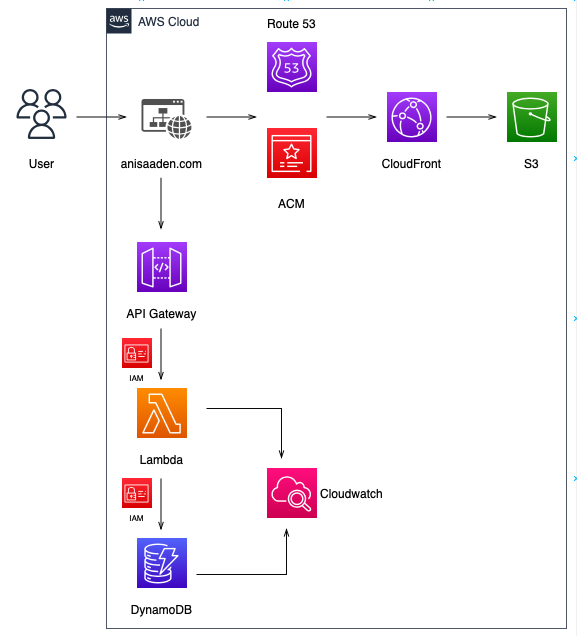 Route 53
aws
AWS Cloud
53
User
anisaaden.com
CloudFront
S3
ACM
</>
API Gateway
IAM
Lambda
Cloudwatch
IAM
DynamoDB